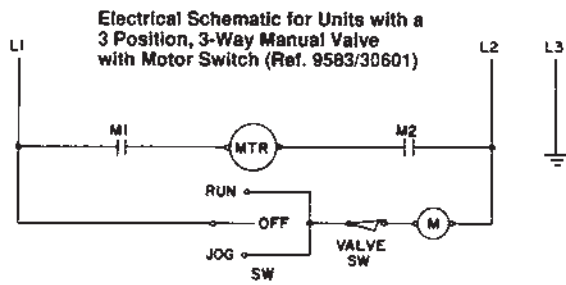 Electrical Schematic for Units with a
3 Position, 3-Way Manual Valve
with Motor Switch (Ref. 9583/30601)
L1
L2
L3
M1
MTR
M2
RUN
OFF
JOG
SW
VALVE
SW
M